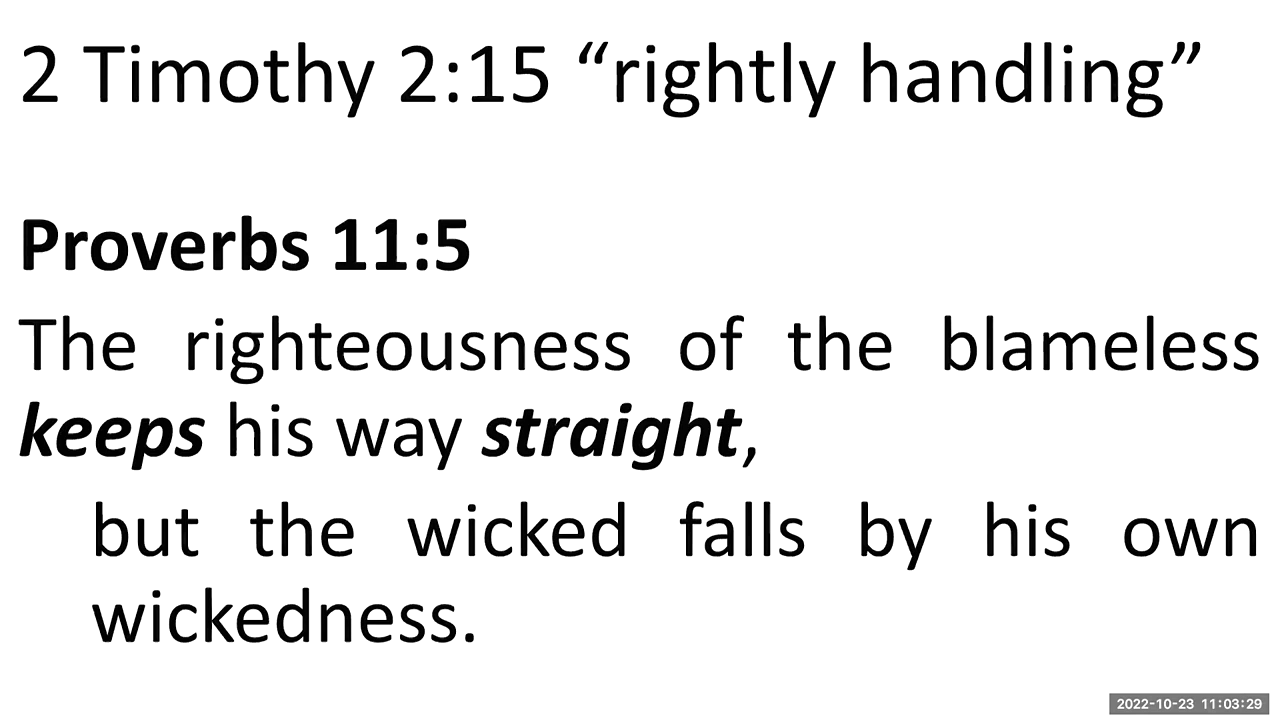 2 Timothy 2:15 “rightly handling”
Proverbs 11:5
The righteousness of the blameless
keeps his way straight,
but the wicked falls by his own
wickedness.
2022-10-23 11:03:29